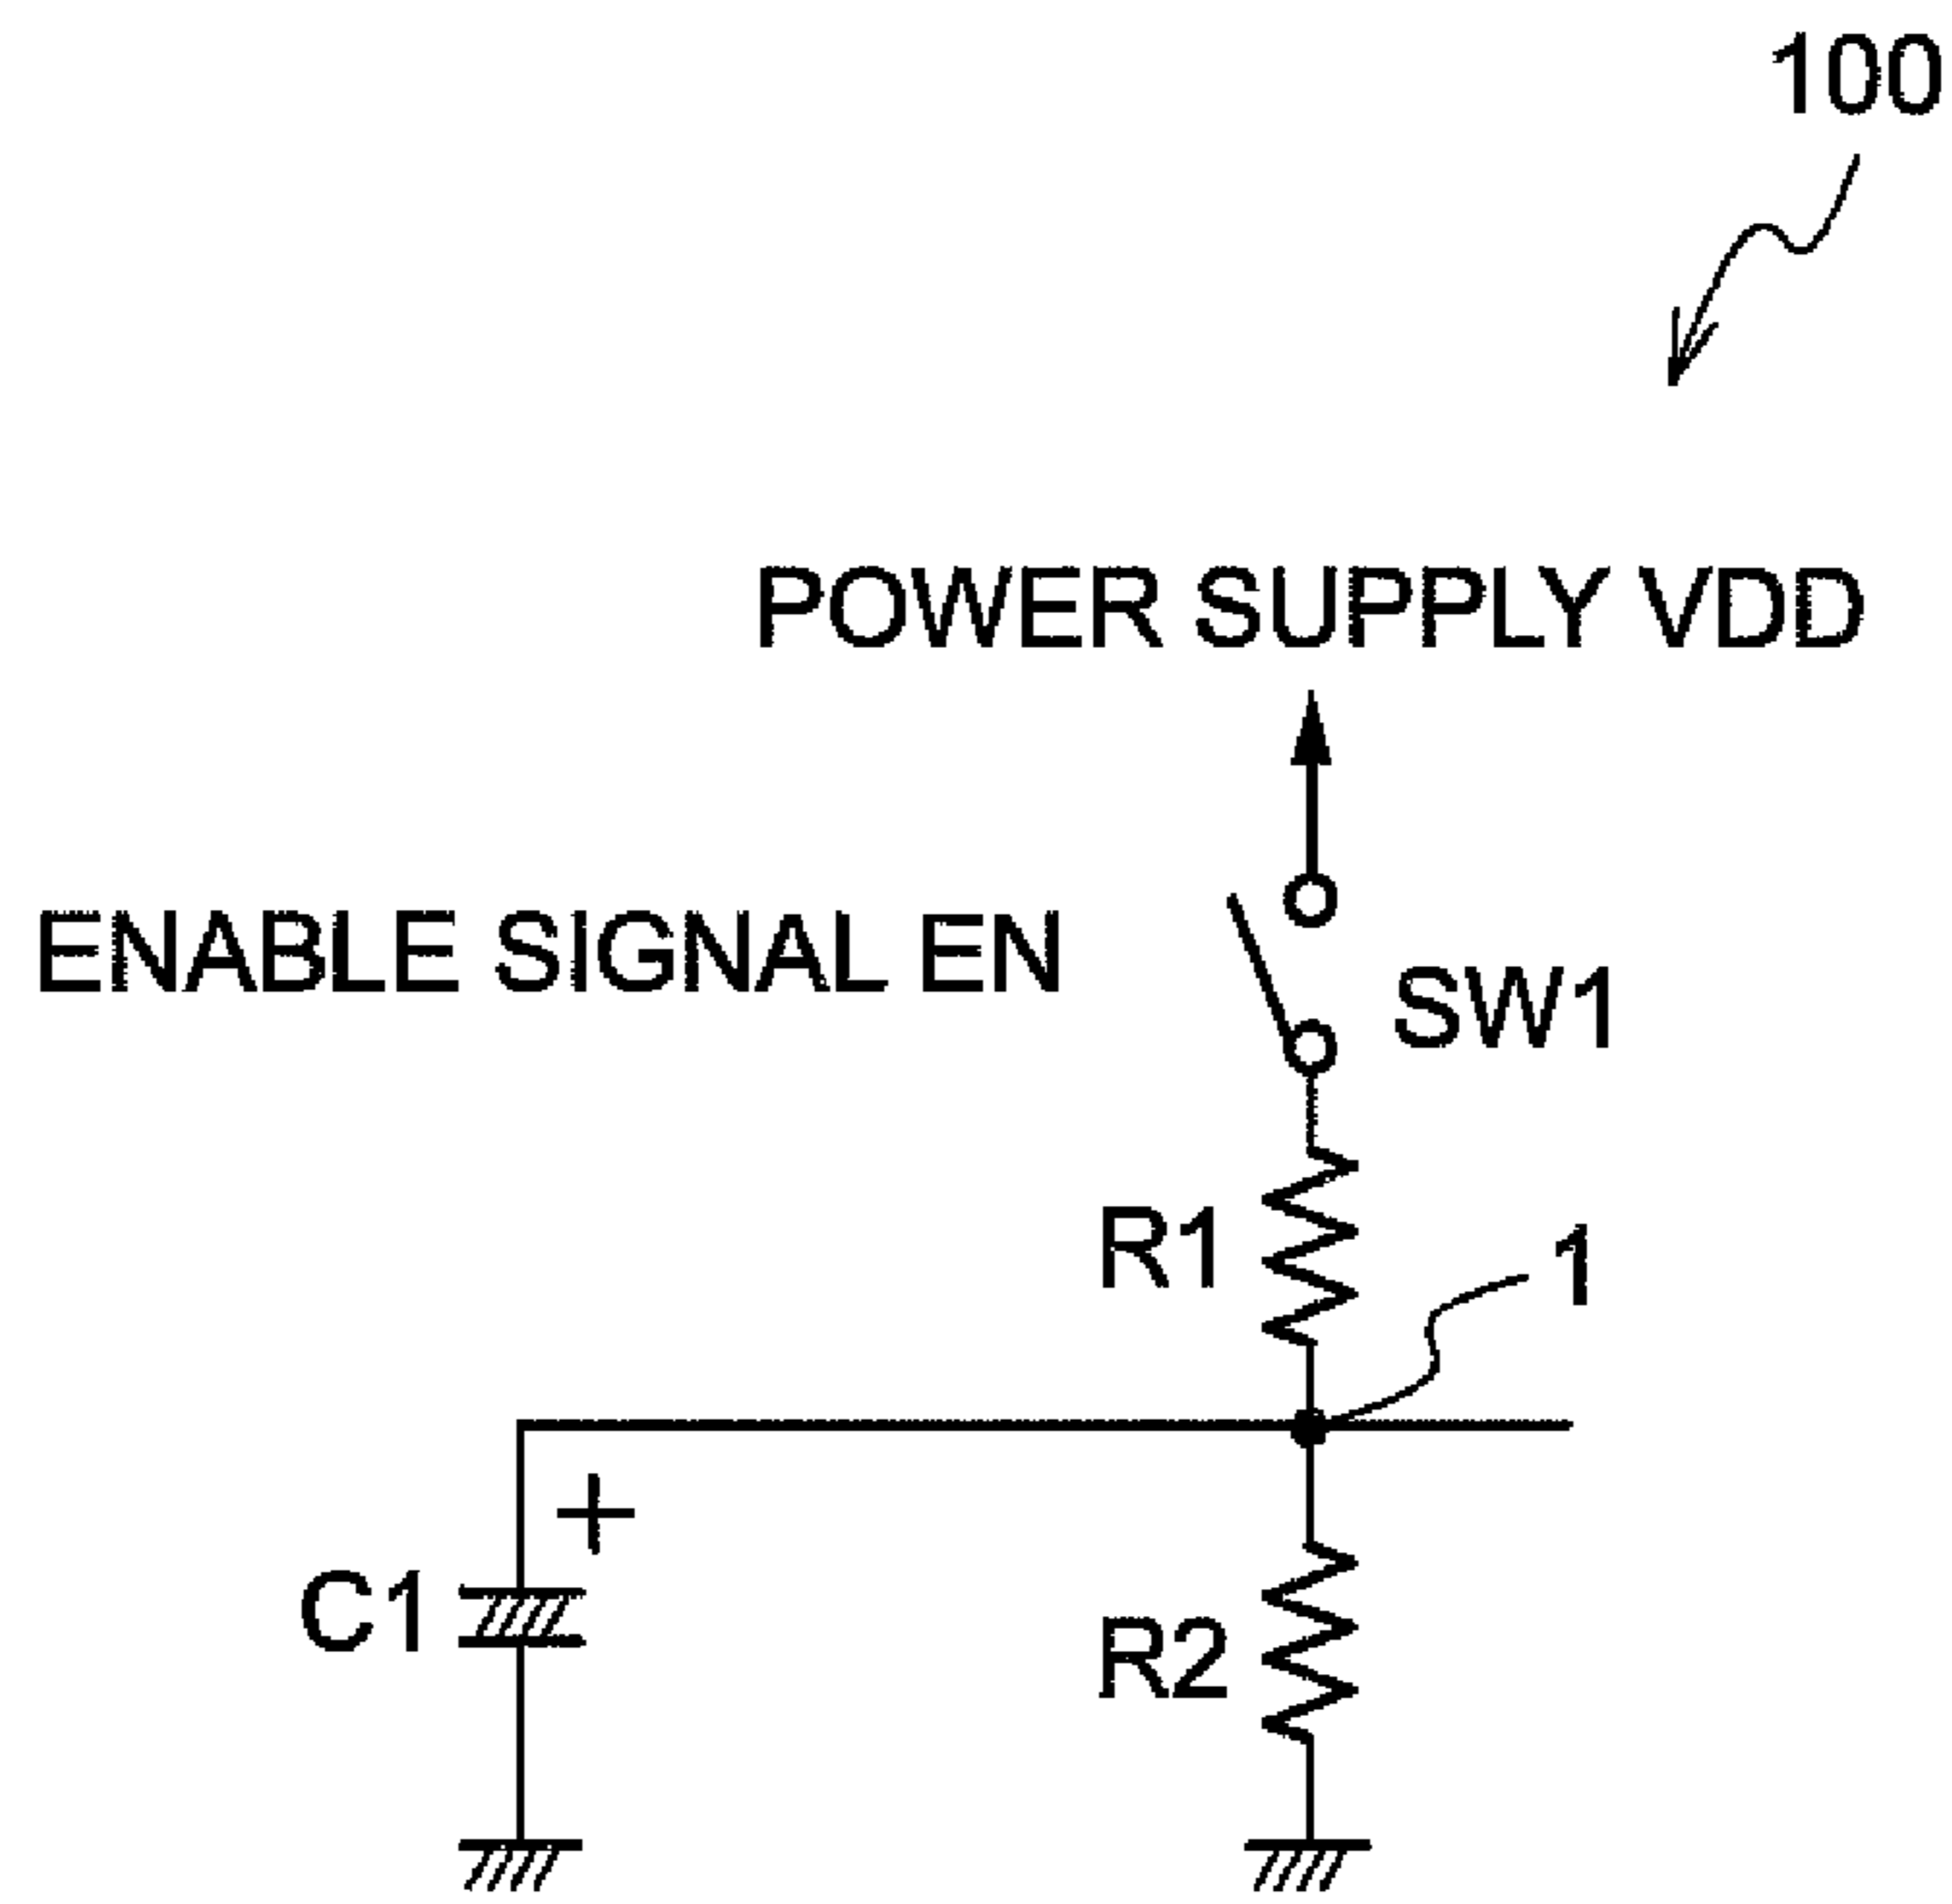 100
POWER SUPPLY VDD
ENABLE SIGNAL EN
SW1
R1
1
+
C1
R2